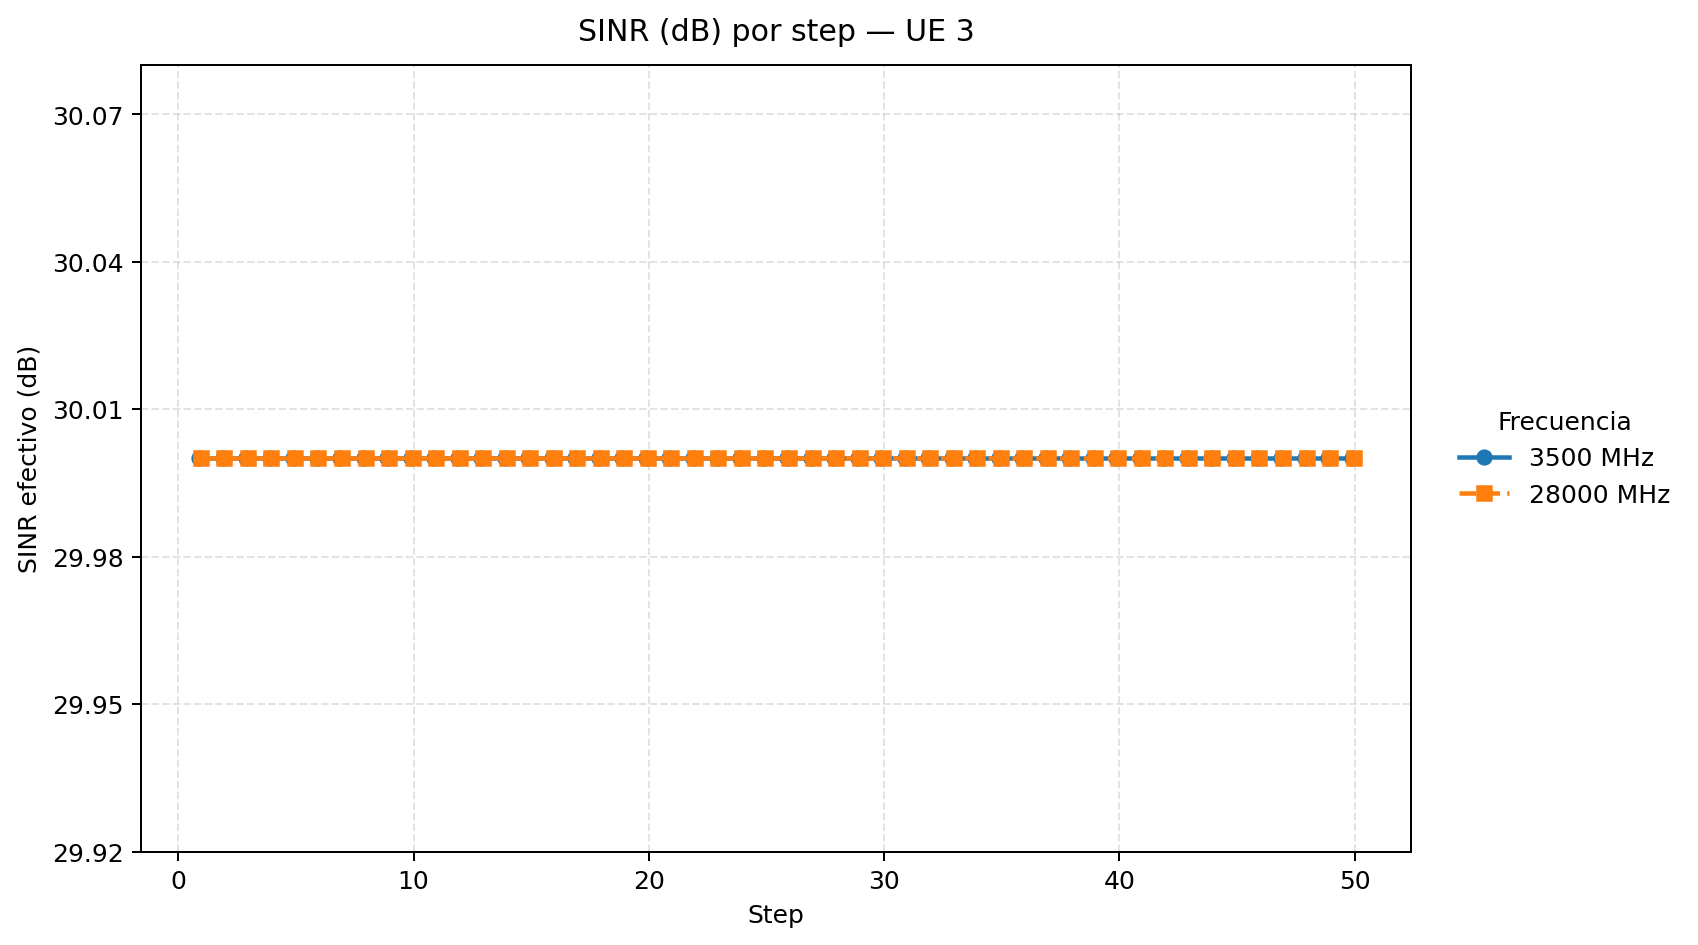 SINR (dB) por step — UE 3
30.07
30.04
30.01
29.98
29.95
29.92
SINR efectivo (dB)
0 10 20 30 40 50
Step
Frecuencia
3500 MHz
28000 MHz